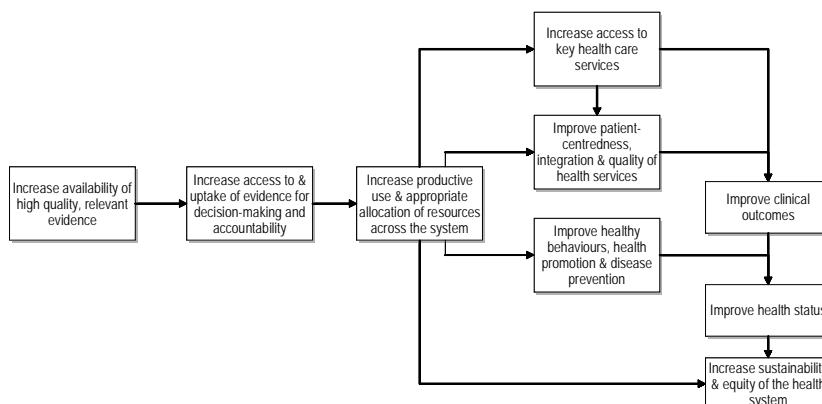 Increase availability of
high quality, relevant
evidence
Increase access to &
uptake of evidence for
decision-making and
accountability
Increase productive
use & appropriate
allocation of resources
across the system
Increase access to
key health care
services
Improve patient-
centredness,
integration & quality of
health services
Improve healthy
behaviours, health
promotion & disease
prevention
Improve clinical
outcomes
Improve health status
Increase sustainabilit
& equity of the health
system